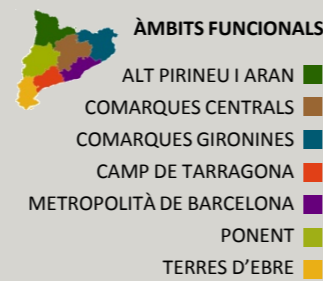 ÀMBITS FUNCIONALS
ALT PIRINEU I ARAN
COMARQUES CENTRALS
COMARQUES GIRONINES
CAMP DE TARRAGONA
METROPOLITÀ DE BARCELONA
PONENT
TERRES D'EBRE